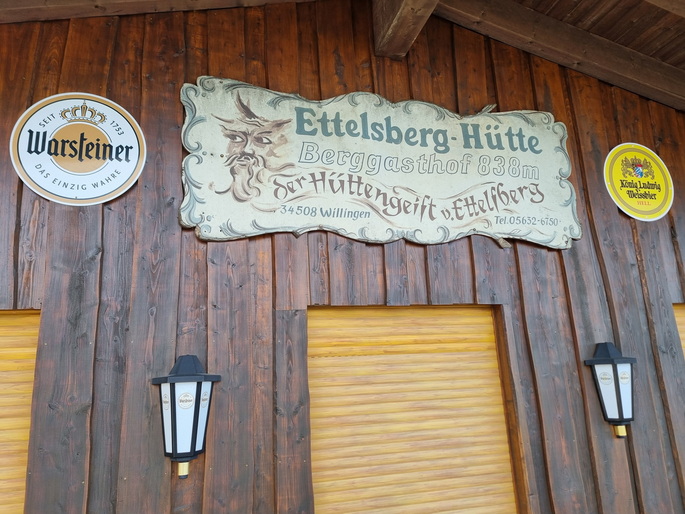 SEIT 1753
Warsteiner
DAS EINZIG WAHRE
Ettelsberg-Hütte
Berggasthof 838m
der Hüttengeist v. Ettelsberg
34508 Willingen
Tel. 05632-6750
König Ludwig
Weissbier
HELL